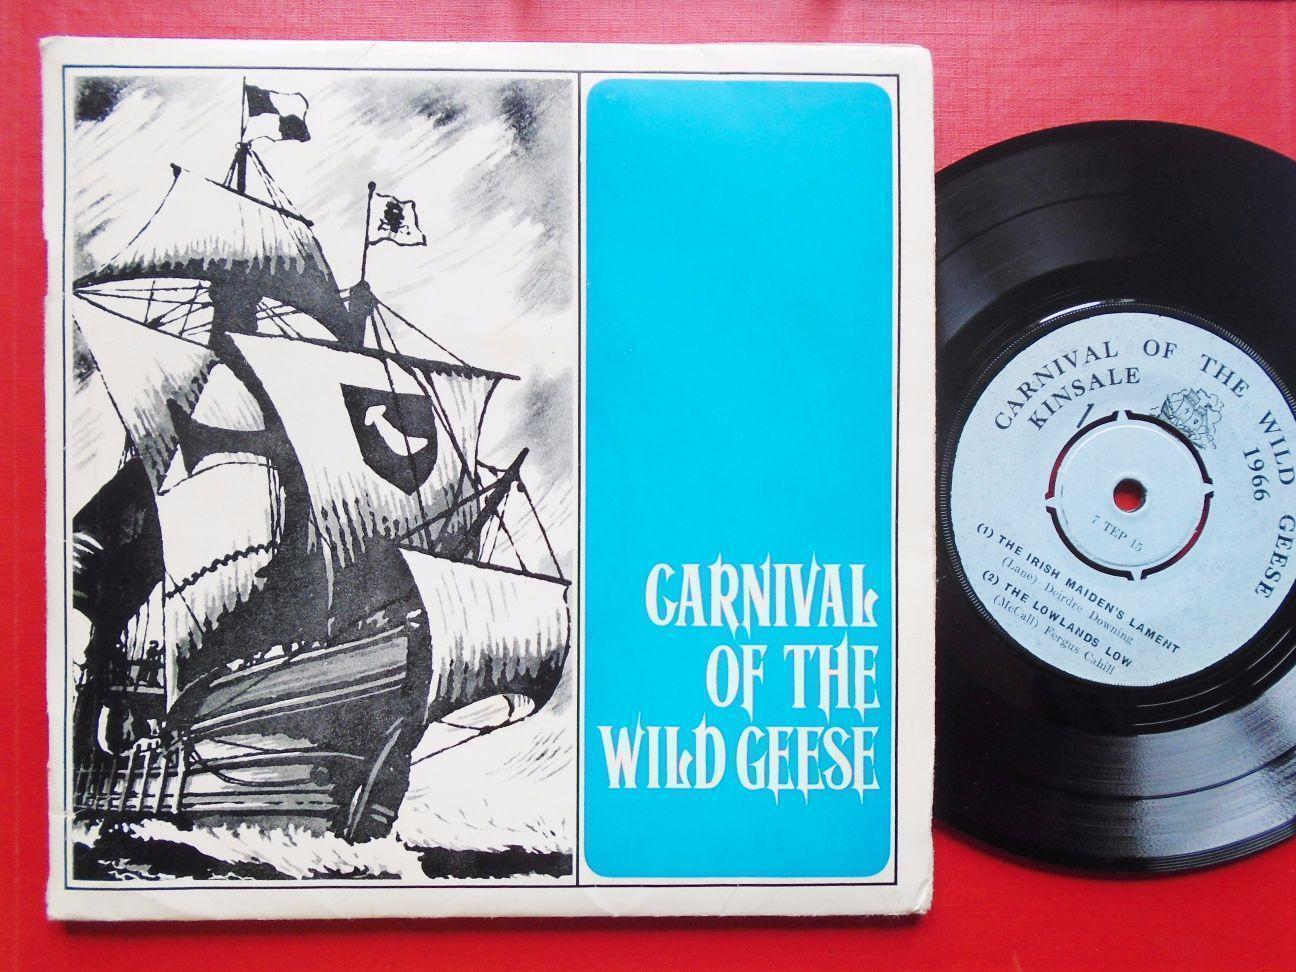 CARNIVAL
OF THE
WILD GEESE
CARNIVAL OF THE WILD GEESE
KINSALE
1966
7 TEP 15
(1) THE IRISH MAIDEN'S LAMENT
(Lane) Deirdre Downing
(2) THE LOWLANDS LOW
(McCall) Fergus Cahill